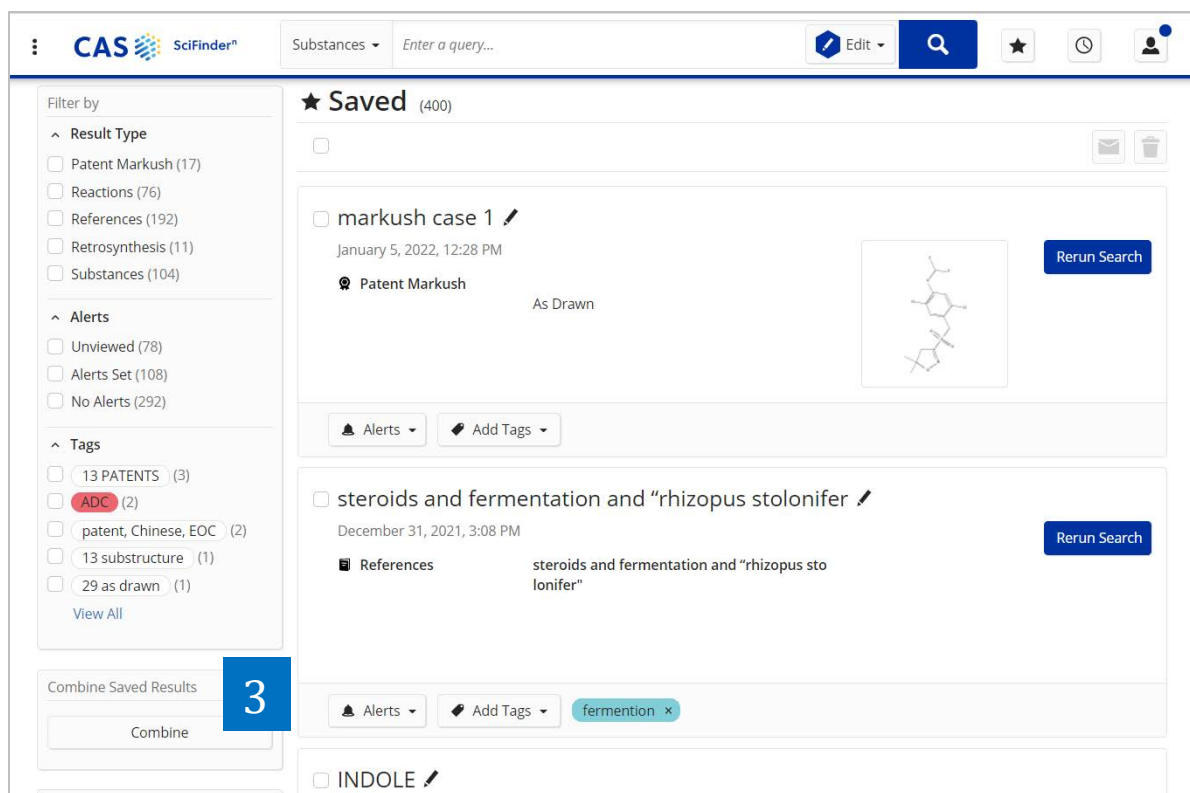 CAS SciFinderⁿ
Substances
Enter a query...
Edit
Filter by
Result Type
Patent Markush (17)
Reactions (76)
References (192)
Retrosynthesis (11)
Substances (104)
Alerts
Unviewed (78)
Alerts Set (108)
No Alerts (292)
Tags
13 PATENTS (3)
ADC (2)
patent, Chinese, EOC (2)
13 substructure (1)
29 as drawn (1)
View All
Combine Saved Results
3
Combine
Saved (400)
markush case 1
January 5, 2022, 12:28 PM
Patent Markush
As Drawn
Rerun Search
Alerts
Add Tags
steroids and fermentation and “rhizopus stolonifer
December 31, 2021, 3:08 PM
References
steroids and fermentation and “rhizopus sto
lonifer"
Rerun Search
Alerts
Add Tags
fermention ×
INDOLE